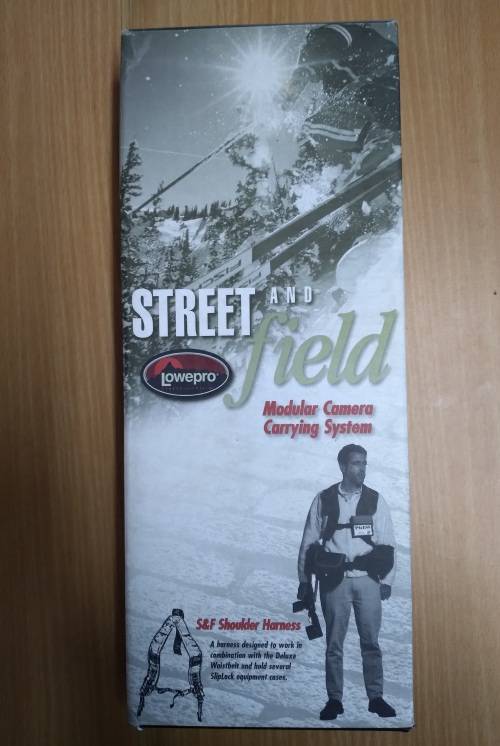 STREET AND
field
Lowepro
Modular Camera
Carrying System
S&F Shoulder Harness
A harness designed to work in
combination with the Deluxe
Waistbelt and hold several
SlipLock equipment cases.